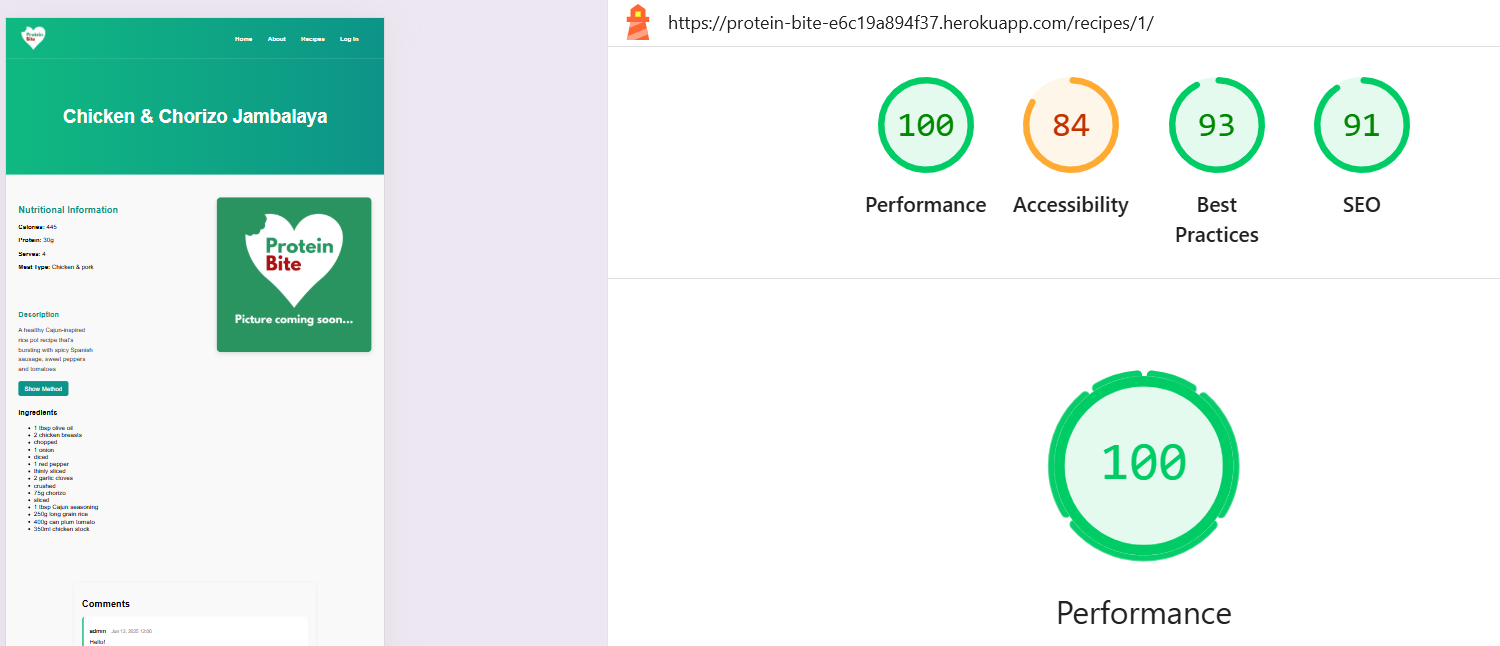 Protein
Bite
Home About Recipes Log In
Chicken & Chorizo Jambalaya
Nutritional Information
Calories: 445
Protein: 30g
Serves: 4
Meat Type: Chicken & pork
Protein
Bite
Picture coming soon...
Description
A healthy Cajun-inspired
rice pot recipe that's
bursting with spicy Spanish
sausage, sweet peppers
and tomatoes
Show Method
Ingredients
1 tbsp olive oil
2 chicken breasts
chopped
1 onion
diced
1 red pepper
thinly sliced
2 garlic cloves
crushed
75g chorizo
sliced
1 tbsp Cajun seasoning
250g long grain rice
400g can plum tomato
350ml chicken stock
Comments
admin Jun 13, 2025 12:00
Hello!
https://protein-bite-e6c19a894f37.herokuapp.com/recipes/1/
100 84 93 91
Performance Accessibility Best SEO
Practices
100
Performance